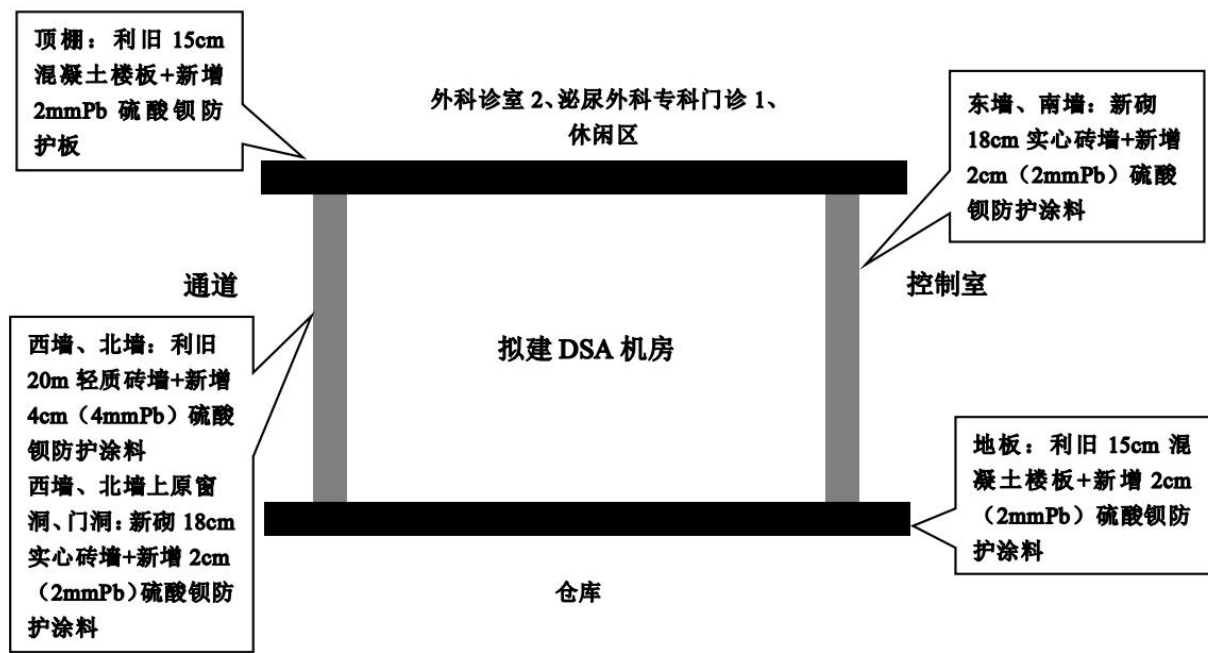 顶棚：利旧 15cm
混凝土楼板+新增
2mmPb 硫酸钡防
护板
外科诊室 2、泌尿外科专科门诊 1、
休闲区
东墙、南墙：新砌
18cm 实心砖墙+新增
2cm（2mmPb）硫酸
钡防护涂料
通道
控制室
西墙、北墙：利旧
20m 轻质砖墙+新增
4cm（4mmPb）硫酸
钡防护涂料
西墙、北墙上原窗
洞、门洞：新砌 18cm
实心砖墙+新增 2cm
（2mmPb）硫酸钡防
护涂料
拟建 DSA 机房
地板：利旧 15cm 混
凝土楼板+新增 2cm
（2mmPb）硫酸钡防
护涂料
仓库